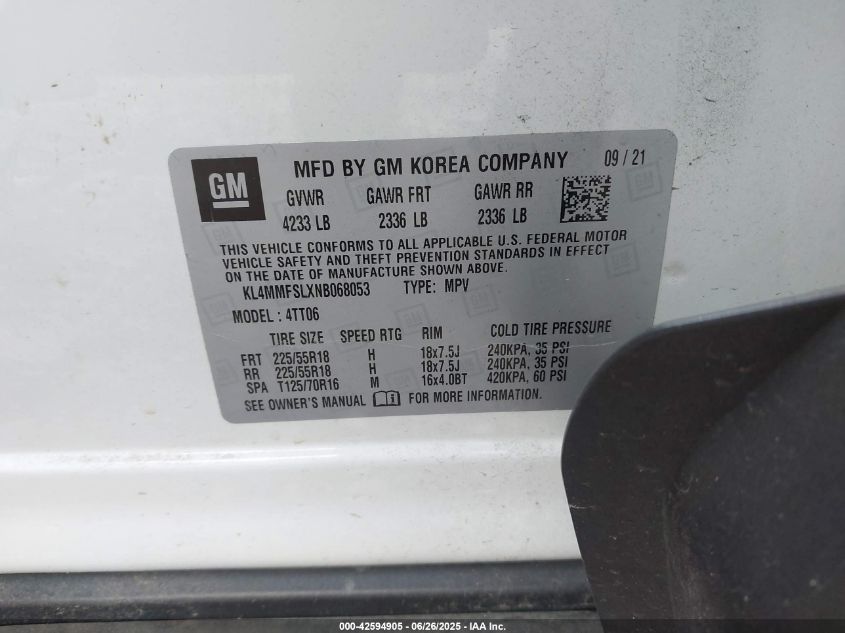 GM MFD BY GM KOREA COMPANY 09 / 21
GVWR GAWR FRT GAWR RR
4233 LB 2336 LB 2336 LB
THIS VEHICLE CONFORMS TO ALL APPLICABLE U.S. FEDERAL MOTOR
VEHICLE SAFETY AND THEFT PREVENTION STANDARDS IN EFFECT
ON THE DATE OF MANUFACTURE SHOWN ABOVE.
KL4MMFSLXNB068053 TYPE: MPV
MODEL : 4TT06
TIRE SIZE SPEED RTG RIM COLD TIRE PRESSURE
FRT 225/55R18 H 18x7.5J 240KPA, 35 PSI
RR 225/55R18 H 18x7.5J 240KPA, 35 PSI
SPA T125/70R16 M 16x4.0BT 420KPA, 60 PSI
SEE OWNER'S MANUAL FOR MORE INFORMATION.
000-42594905 - 06/26/2025 - IAA Inc.